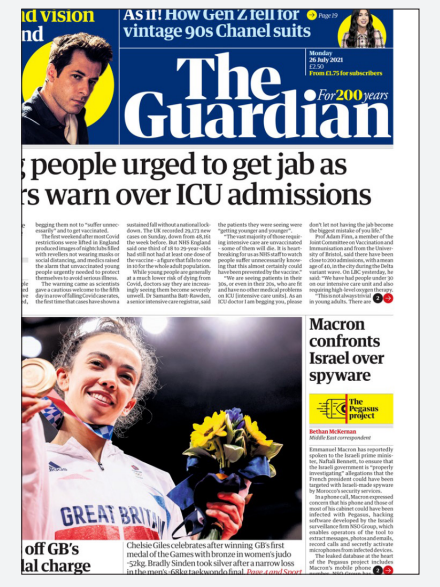 d vision
nd
As if! How Gen Z fell for
vintage 90s Chanel suits
Page 19
Monday
26 July 2021
£2.50
From £1.75 for subscribers
The
Guardian
For 200 years
g people urged to get jab as
rs warn over ICU admissions
begging them not to “suffer unnec-
essarily” and to get vaccinated.
The first weekend after most Covid
restrictions were lifted in England
produced images of nightclubs filled
with revellers not wearing masks or
social distancing, and medics raised
the alarm that unvaccinated young
people urgently needed to protect
themselves to avoid serious illness.
The warning came as scientists
gave a cautious welcome to the fifth
day in a row of falling Covid case rates,
the first time that cases have shown a
sustained fall without a national lock-
down. The UK recorded 29,173 new
cases on Sunday, down from 48,161
the week before. But NHS England
said one third of 18 to 29-year-olds
had still not had at least one dose of
the vaccine – a figure that falls to one
in 10 for the whole adult population.
While young people are generally
at a much lower risk of dying from
Covid, doctors say they are increas-
ingly seeing them become severely
unwell. Dr Samantha Batt-Rawden,
a senior intensive care registrar, said
the patients they were seeing were
“getting younger and younger”.
“The vast majority of those requir-
ing intensive care are unvaccinated
– some of them will die. It is heart-
breaking for us as NHS staff to watch
people suffer unnecessarily know-
ing that this almost certainly could
have been prevented by the vaccine.”
“We are seeing patients in their
30s, or even in their 20s, who are fit
and have no other medical problems
on ICU [intensive care units]. As an
ICU doctor I am begging you, please
don’t let not having the jab become
the biggest mistake of your life.”
Prof Adam Finn, a member of the
Joint Committee on Vaccination and
Immunisation and from the Univer-
sity of Bristol, said there have been
close to 200 admissions, with a mean
age of 40, in the city during the Delta
variant wave. On LBC yesterday, he
said: “We have had people under 30
on our intensive care unit and also
requiring high-level oxygen therapy.
“This is not always trivial
in young adults. There are
2
Macron
confronts
Israel over
spyware
The
Pegasus
project
Bethan McKernan
Middle East correspondent
Emmanuel Macron has reportedly
spoken to the Israeli prime minis-
ter, Naftali Bennett, to ensure that
the Israeli government is “properly
investigating” allegations that the
French president could have been
targeted with Israeli-made spyware
by Morocco’s security services.
In a phone call, Macron expressed
concern that his phone and those of
most of his cabinet could have been
infected with Pegasus, hacking
software developed by the Israeli
surveillance firm NSO Group, which
enables operators of the tool to
extract messages, photos and emails,
record calls and secretly activate
microphones from infected devices.
The leaked database at the heart
of the Pegasus project includes
Macron’s mobile phone
GREAT BRITAIN
off GB’s
al charge
Chelsie Giles celebrates after winning GB’s first
medal of the Games with bronze in women’s judo
-52kg. Bradly Sinden took silver after a narrow loss
in the men’s -68kg taekwondo final. Page 4 and Sport